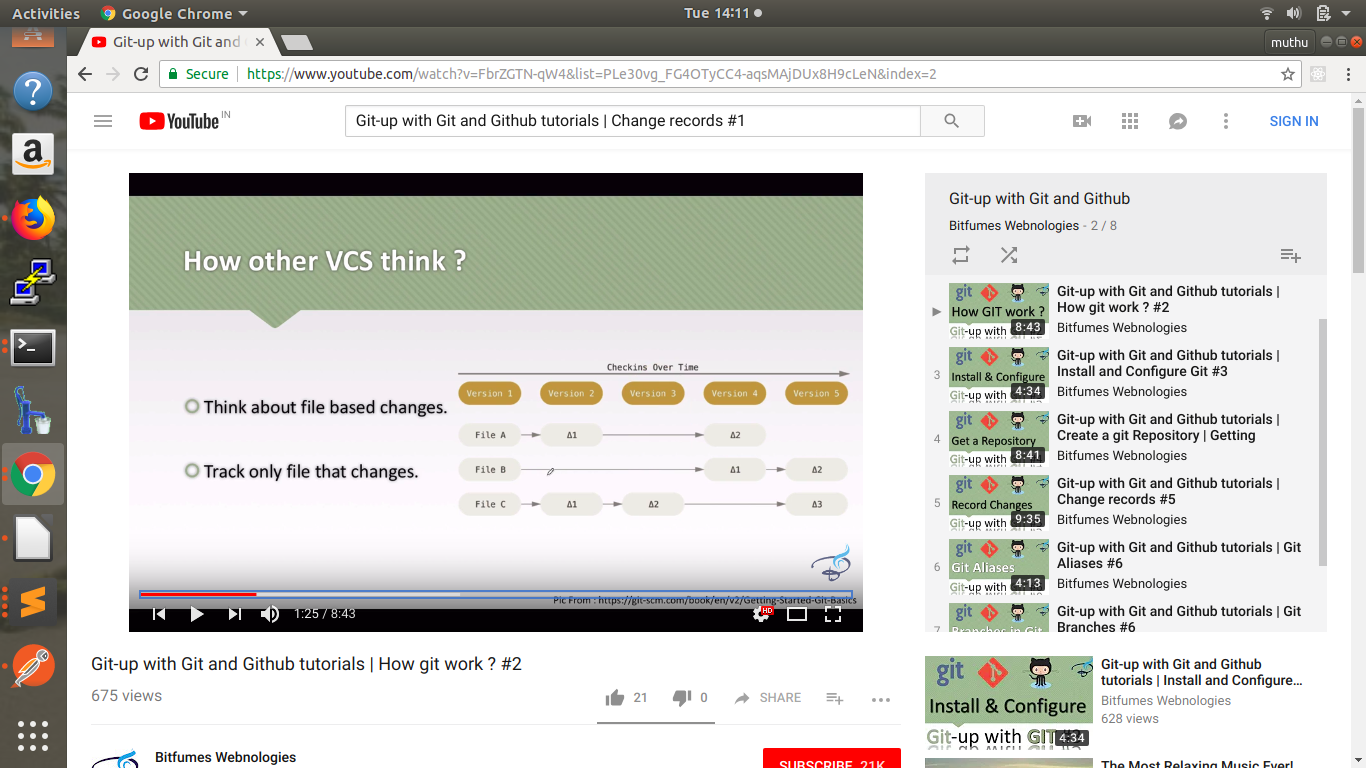 Activities
Google Chrome
Tue 14:11
Git-up with Git and
muthu
Secure
https://www.youtube.com/watch?v=FbrZGTN-qW4&list=PLe30vg_FG4OTyCC4-aqsMAjDUx8H9cLeN&index=2
YouTube IN
Git-up with Git and Github tutorials | Change records #1
SIGN IN
How other VCS think ?
Think about file based changes.
Track only file that changes.
Checkins Over Time
Version 1 Version 2 Version 3 Version 4 Version 5
File A Δ1 Δ2
File B Δ1 Δ2
File C Δ1 Δ2 Δ3
Pic From : https://git-scm.com/book/en/v2/Getting-Started-Git-Basics
1:25 / 8:43
HD
Git-up with Git and Github tutorials | How git work ? #2
675 views
21
0
SHARE
Bitfumes Webnologies
SUBSCRIBE 21K
Git-up with Git and Github
Bitfumes Webnologies - 2 / 8
git
How GIT work ?
Git-up with
8:43
Git-up with Git and Github tutorials |
How git work ? #2
Bitfumes Webnologies
3
git
Install & Configure
Git-up with
4:34
Git-up with Git and Github tutorials |
Install and Configure Git #3
Bitfumes Webnologies
4
git
Get a Repository
Git-up with
8:41
Git-up with Git and Github tutorials |
Create a git Repository | Getting
Bitfumes Webnologies
5
git
Record Changes
Git-up with
9:35
Git-up with Git and Github tutorials |
Change records #5
Bitfumes Webnologies
6
git
Git Aliases
Git-up with
4:13
Git-up with Git and Github tutorials | Git
Aliases #6
Bitfumes Webnologies
7
git
Branches in Git
Git-up with Git and Github tutorials | Git
Branches #6
git
Install & Configure
Git-up with GIT
4:34
Git-up with Git and Github
tutorials | Install and Configure...
Bitfumes Webnologies
628 views
The Most Relaxing Music Ever!